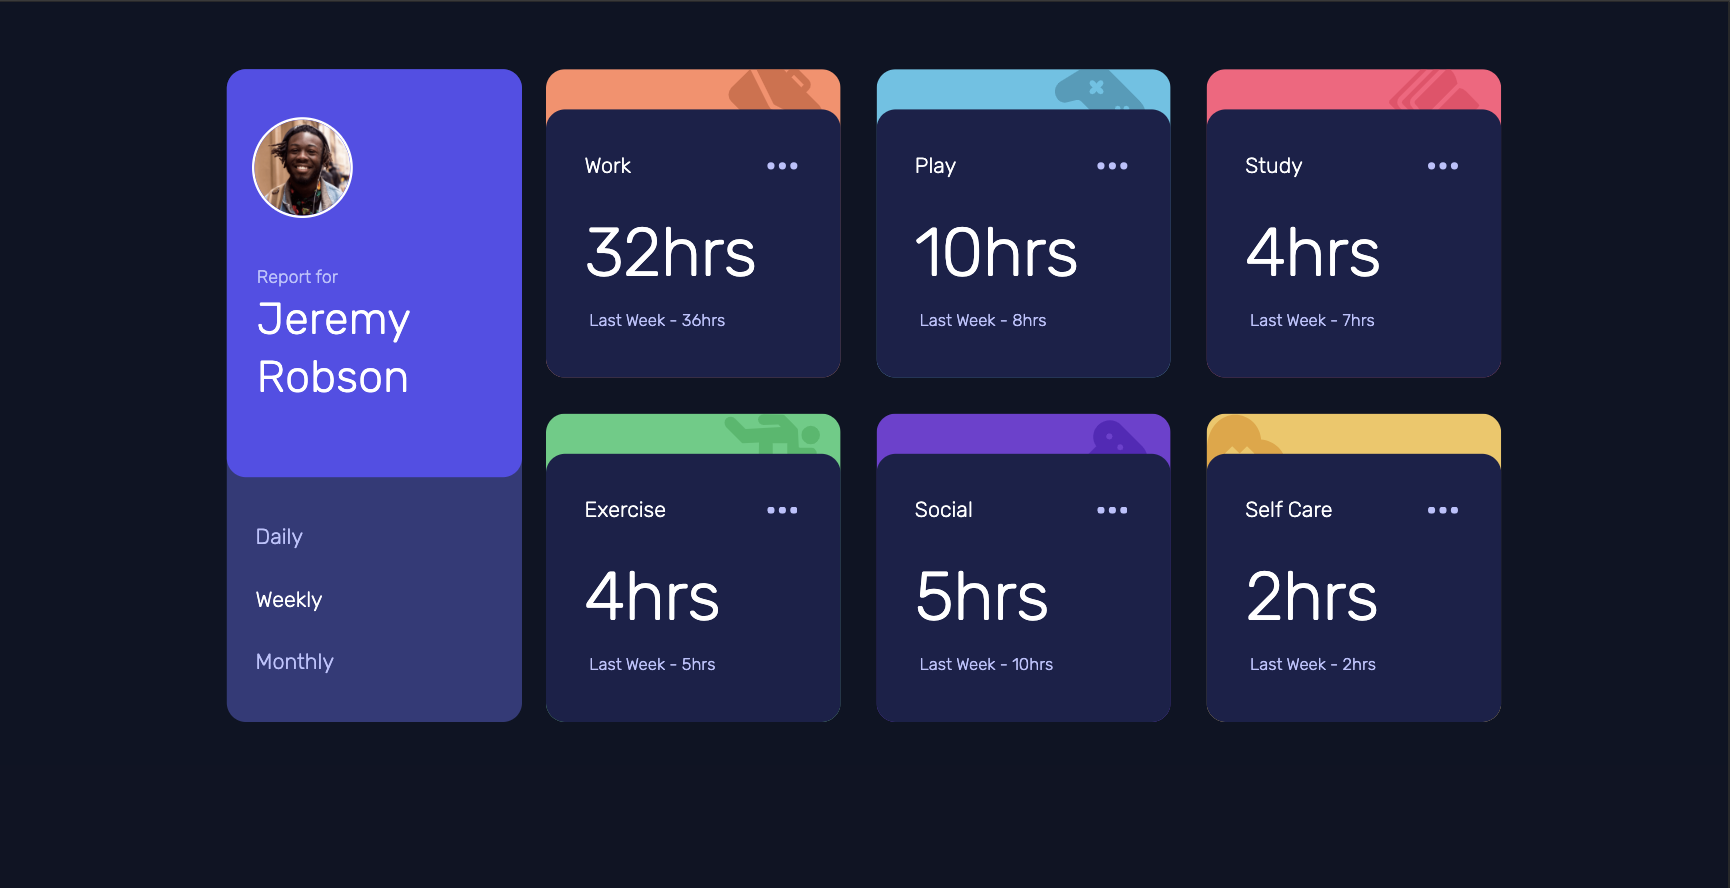 Report for
Jeremy
Robson
Daily
Weekly
Monthly
Work
32hrs
Last Week - 36hrs
Play
10hrs
Last Week - 8hrs
Study
4hrs
Last Week - 7hrs
Exercise
4hrs
Last Week - 5hrs
Social
5hrs
Last Week - 10hrs
Self Care
2hrs
Last Week - 2hrs